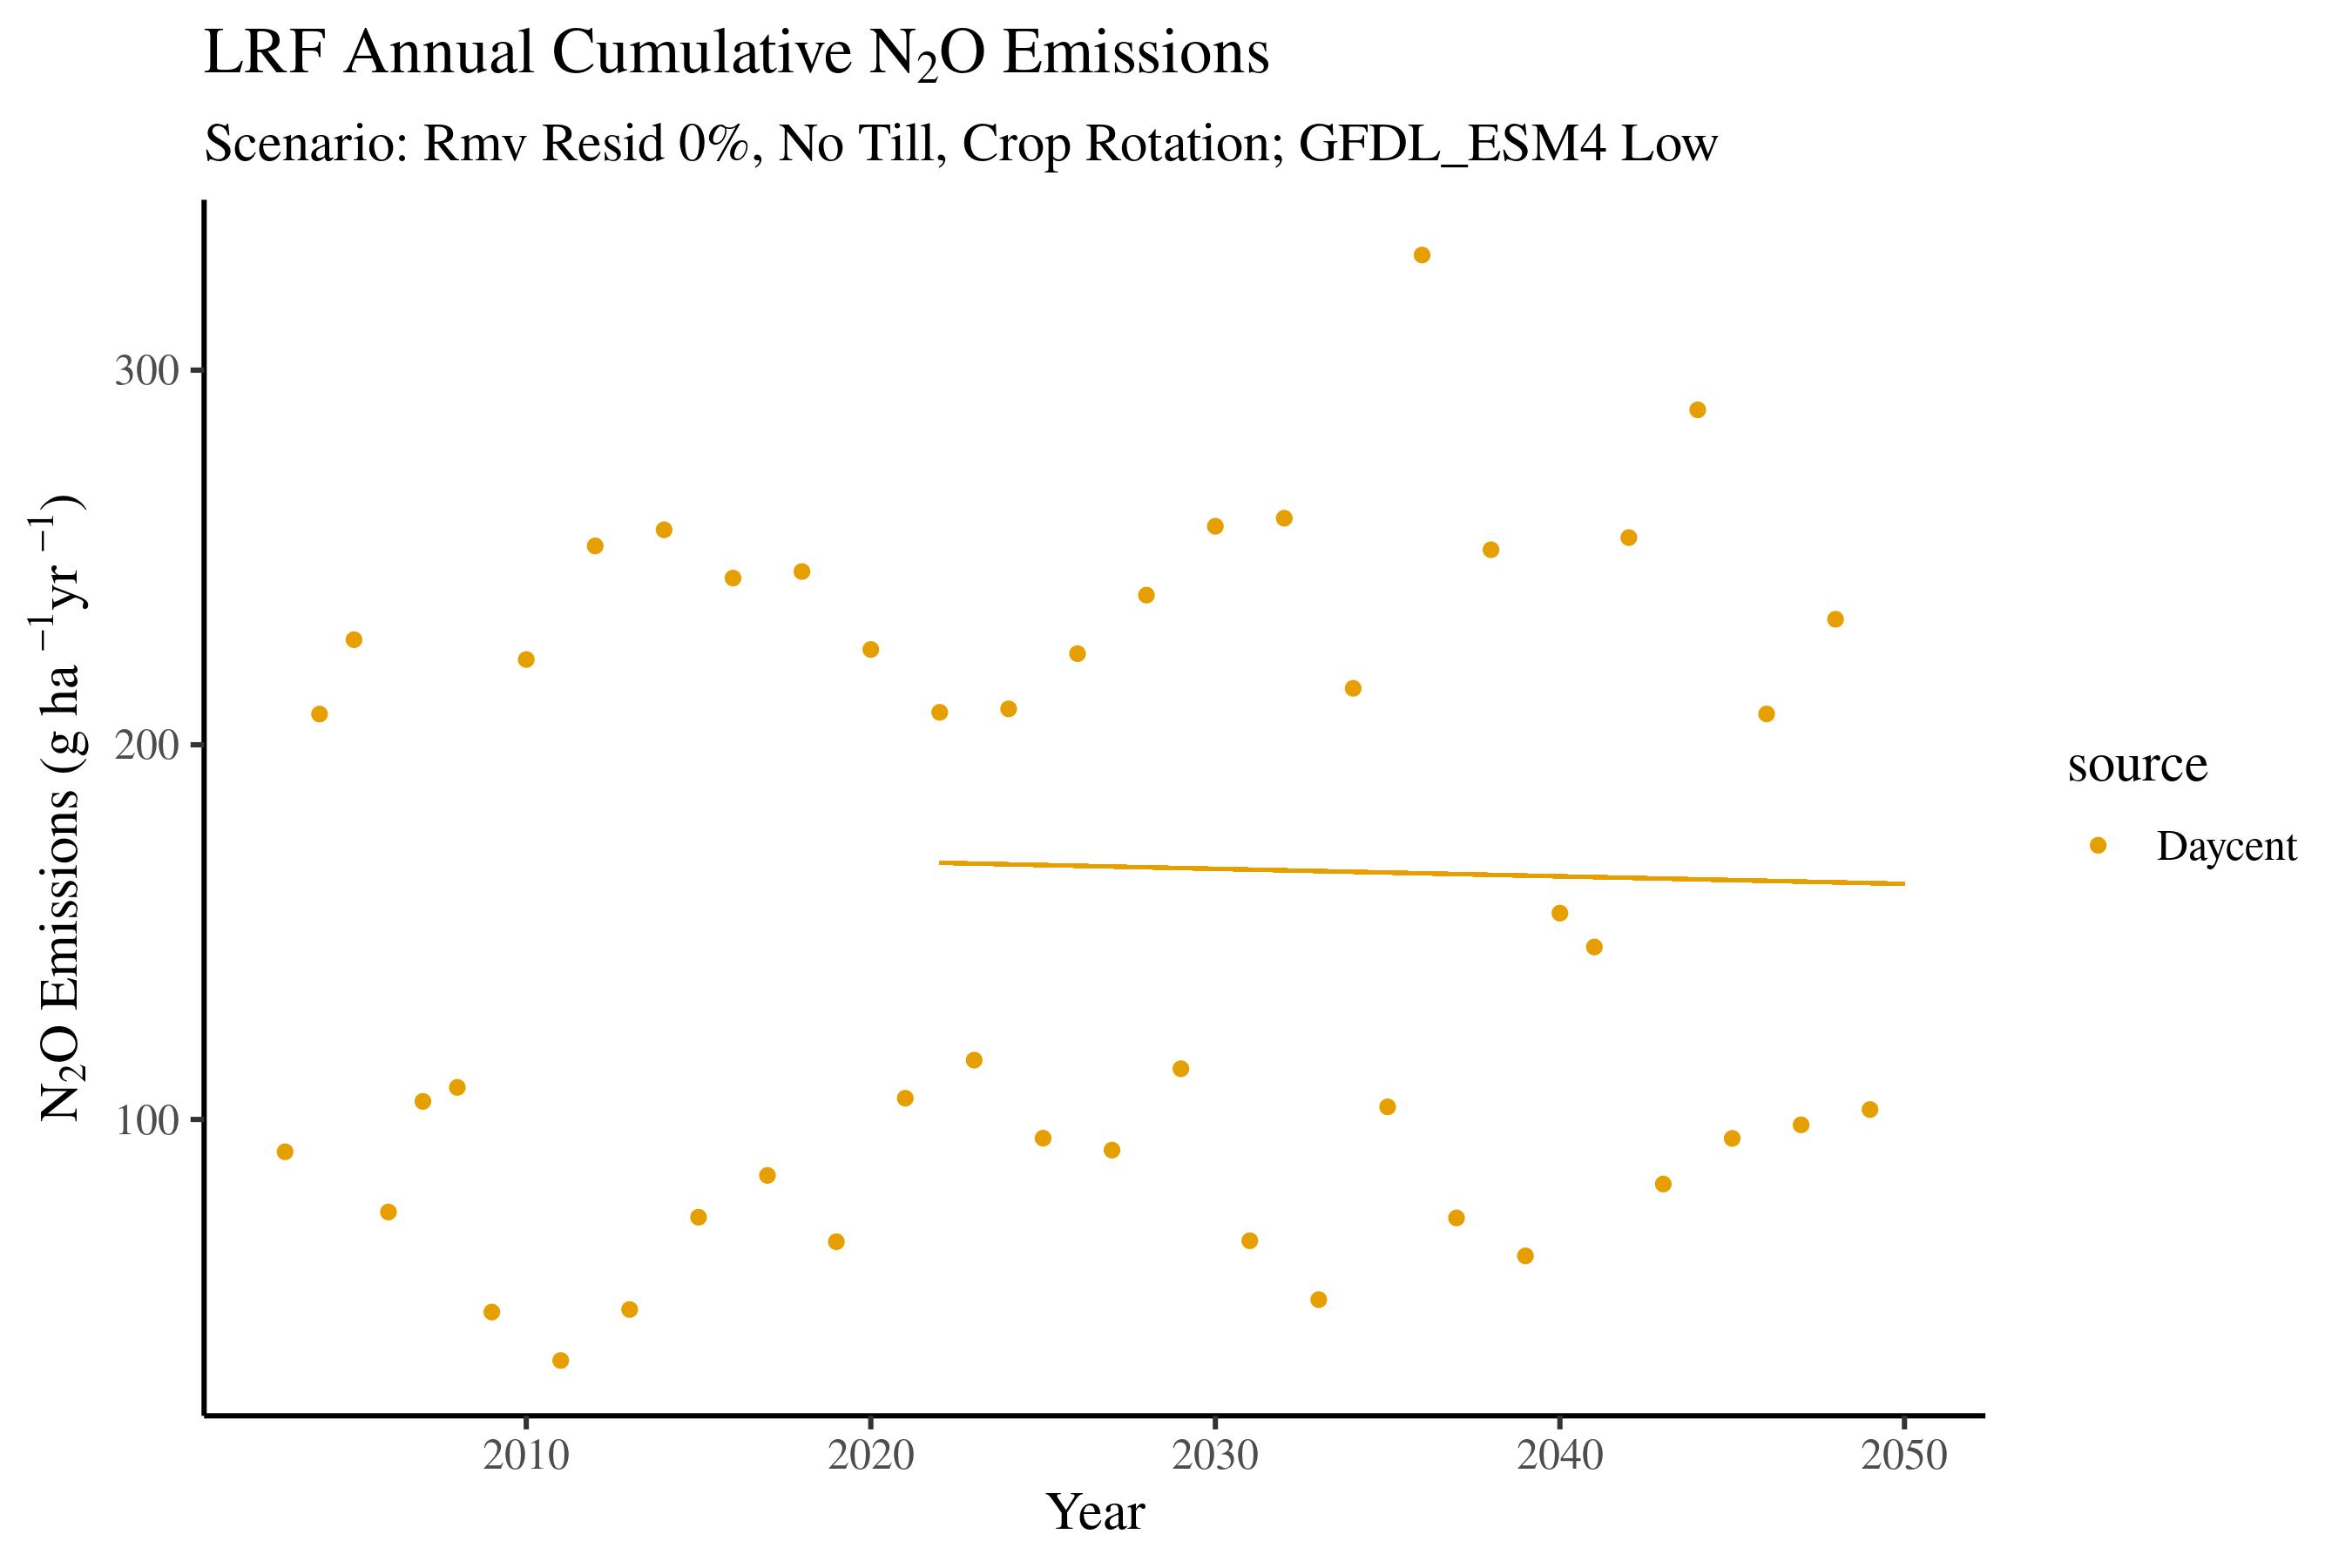 LRF Annual Cumulative N₂O Emissions
Scenario: Rmv Resid 0%, No Till, Crop Rotation; GFDL_ESM4 Low
N₂O Emissions (g ha ⁻¹yr ⁻¹)
300
200
100
source
Daycent
2010 2020 2030 2040 2050
Year